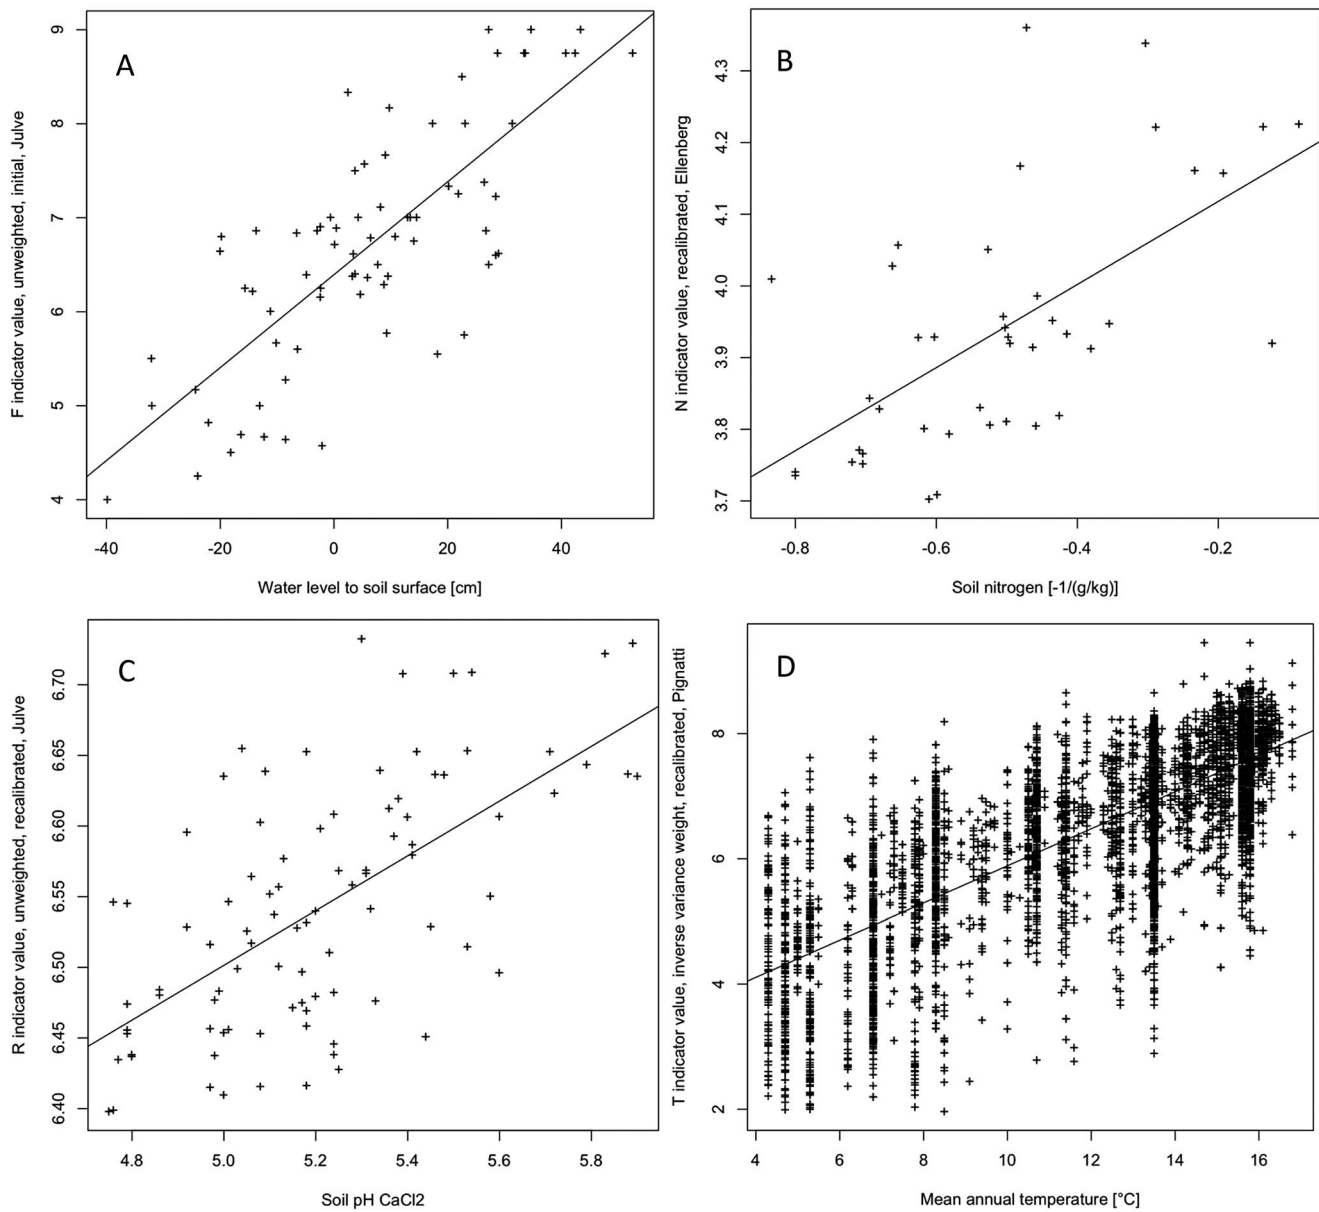 A
F indicator value, unweighted, initial, Julve
9
8
7
6
5
4
-40 -20 0 20 40
Water level to soil surface [cm]
B
N indicator value, recalibrated, Ellenberg
4.3
4.2
4.1
4.0
3.9
3.8
3.7
-0.8 -0.6 -0.4 -0.2
Soil nitrogen [-1/(g/kg)]
C
R indicator value, unweighted, recalibrated, Julve
6.70
6.65
6.60
6.55
6.50
6.45
6.40
4.8 5.0 5.2 5.4 5.6 5.8
Soil pH CaCl2
D
T indicator value, inverse variance weight, recalibrated, Pignatti
8
6
4
2
4 6 8 10 12 14 16
Mean annual temperature [°C]